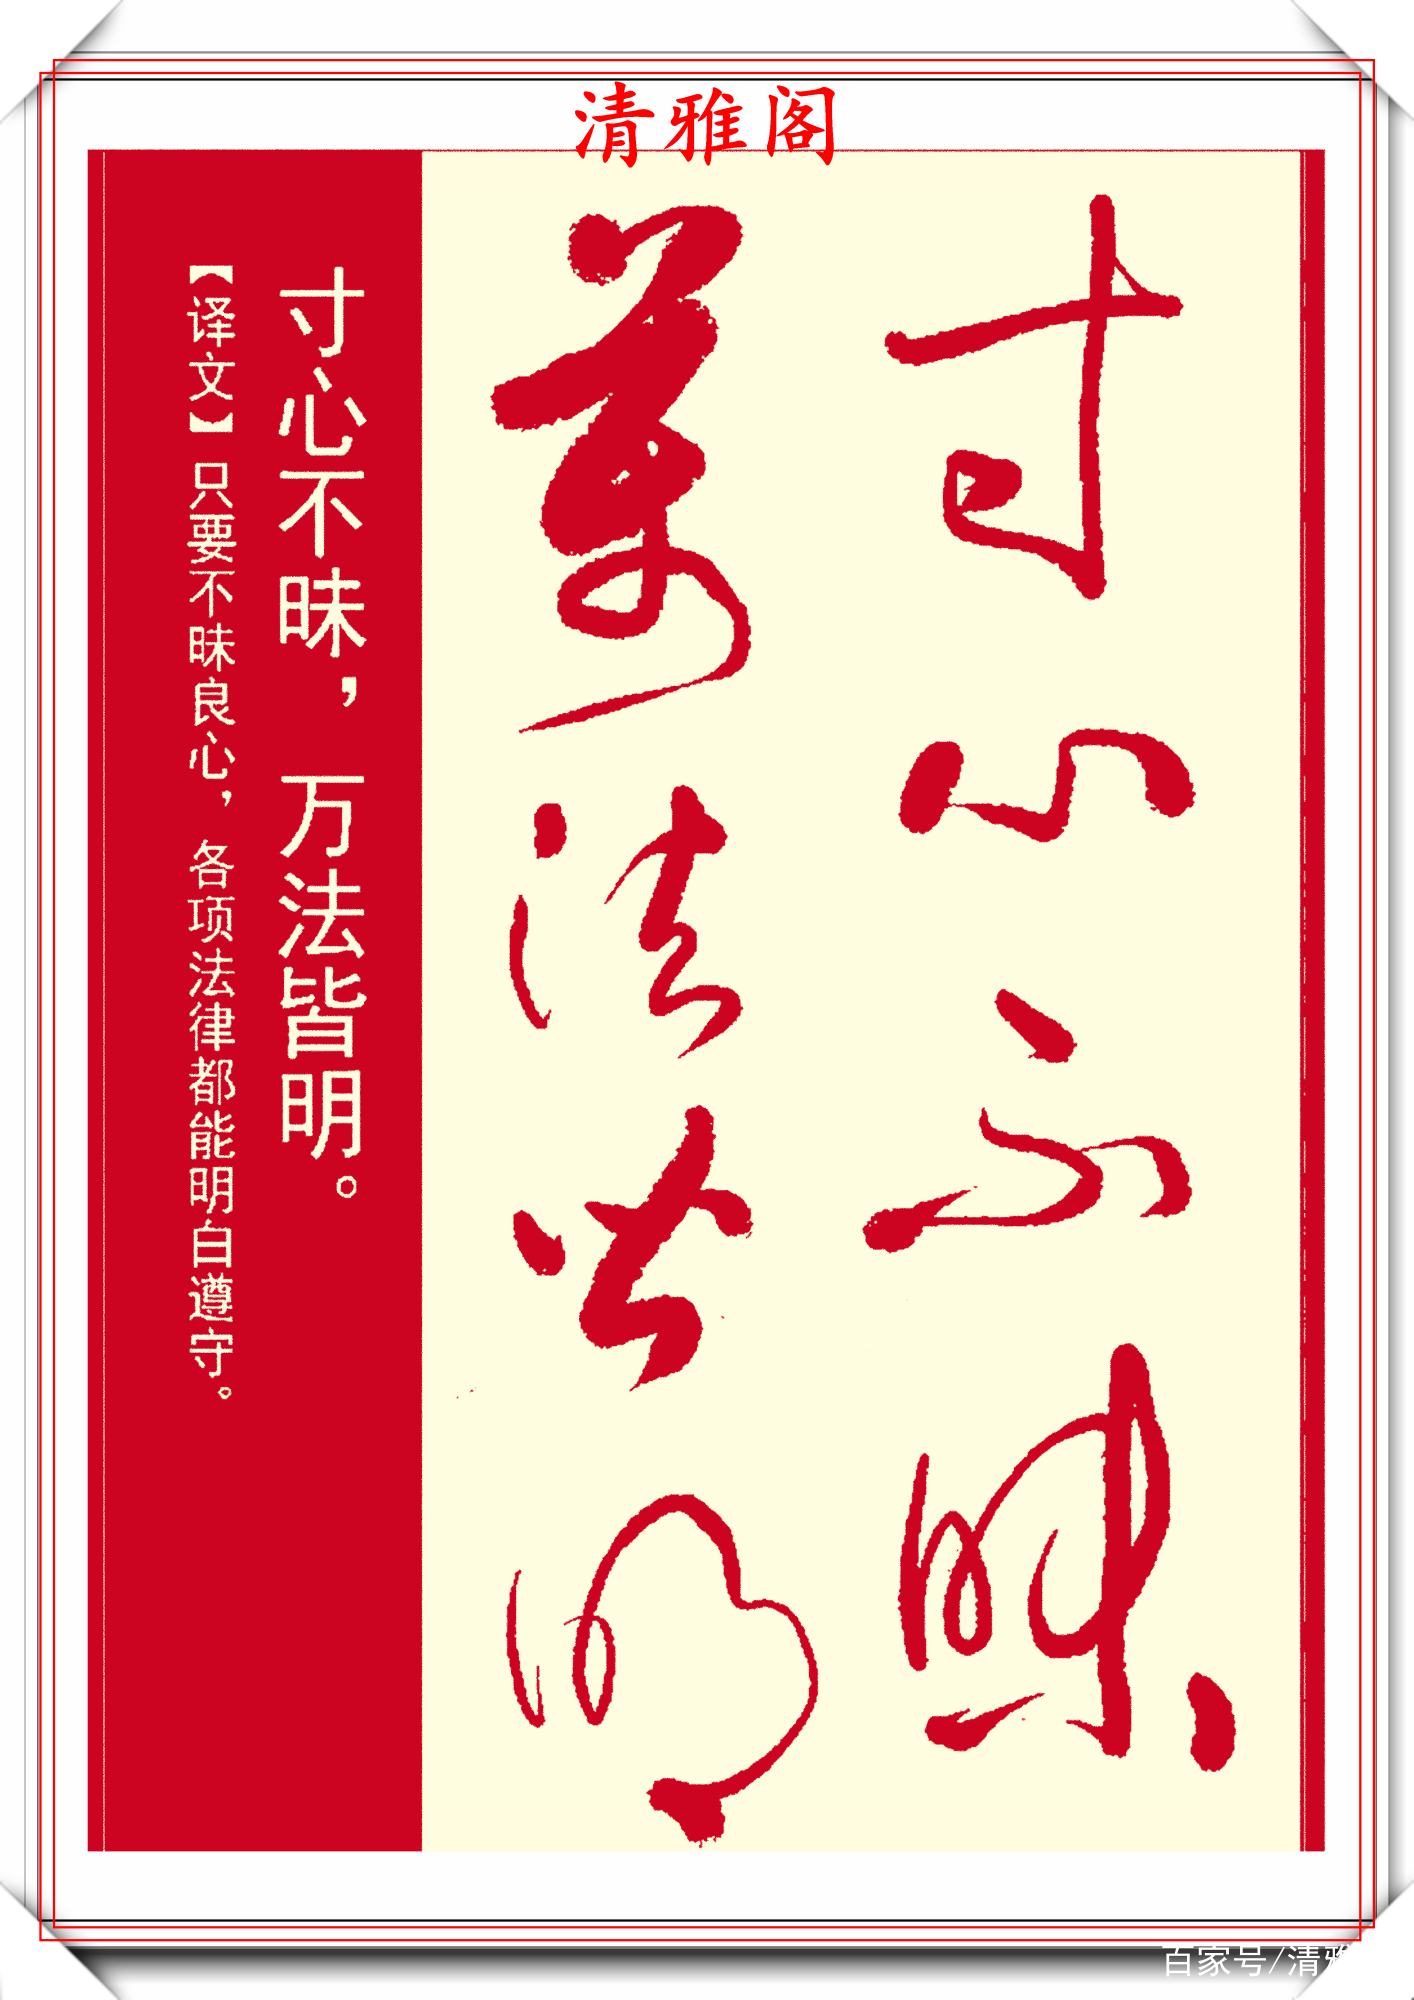 清雅阁
寸心不昧
萬法皆明
寸心不昧，万法皆明。
【译文】只要不昧良心，各项法律都能明白遵守。
百家号/清雅